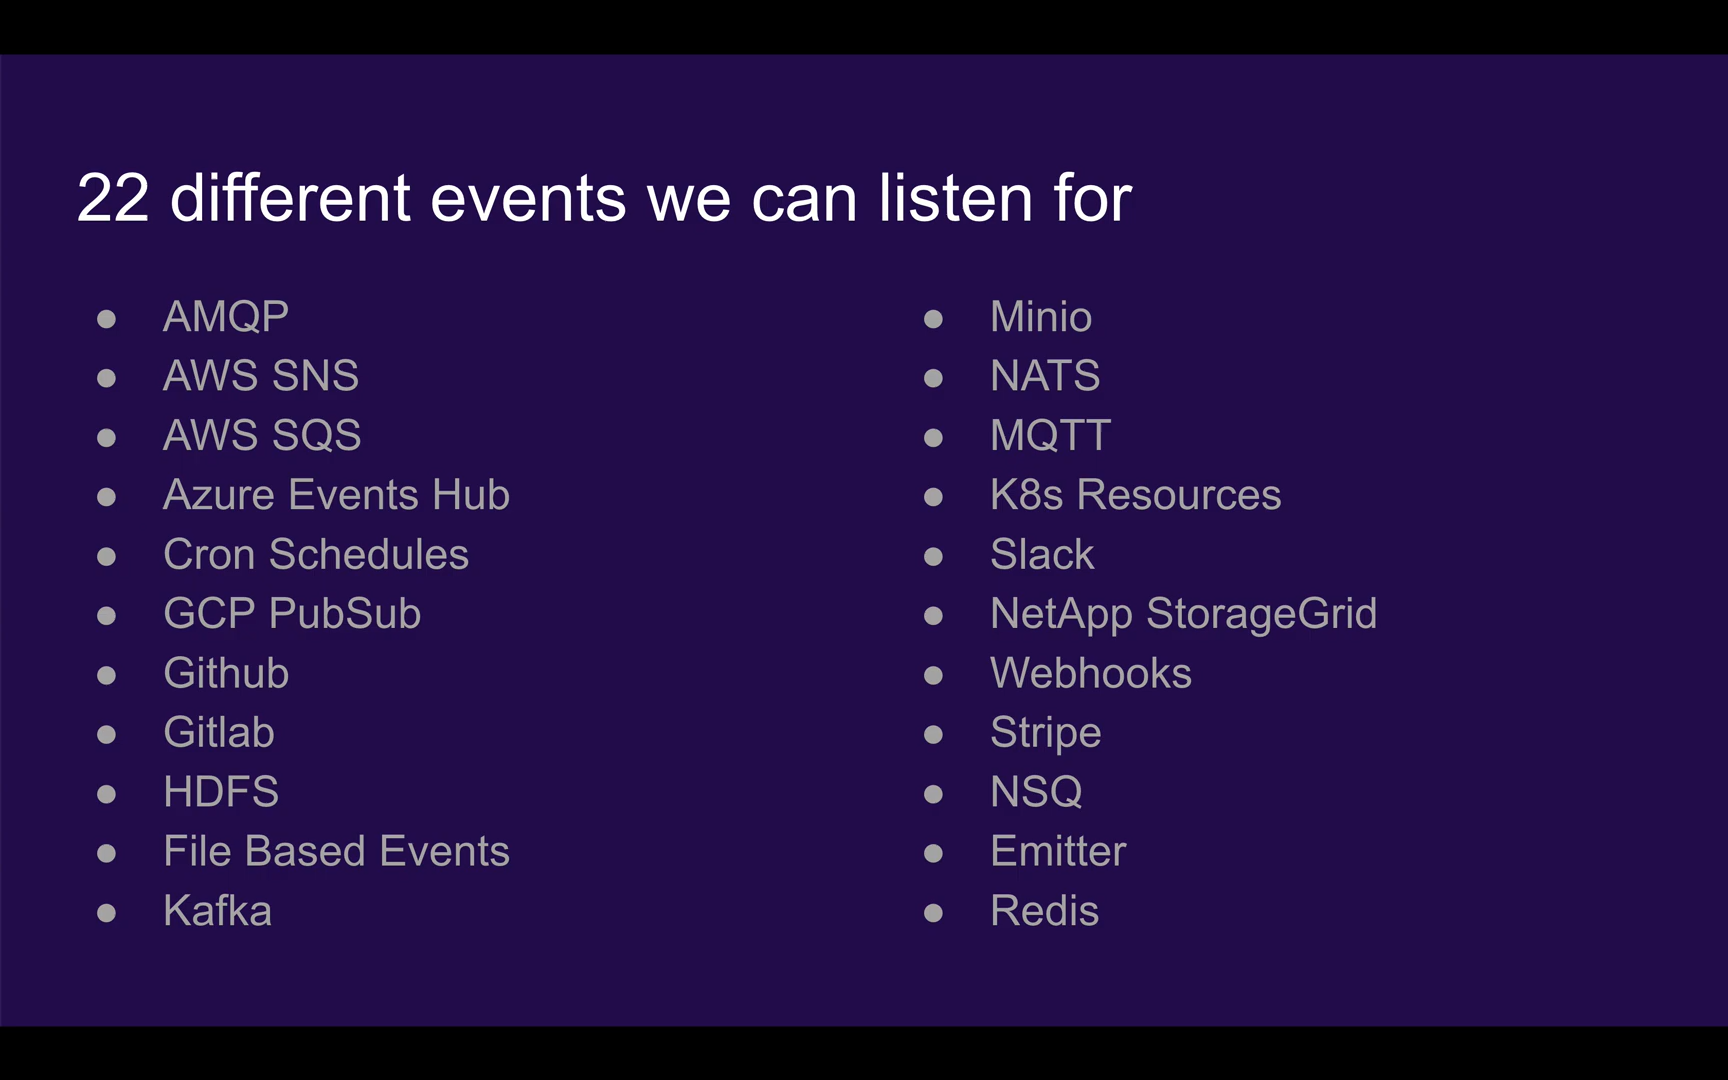 22 different events we can listen for
● AMQP
● AWS SNS
● AWS SQS
● Azure Events Hub
● Cron Schedules
● GCP PubSub
● Github
● Gitlab
● HDFS
● File Based Events
● Kafka
● Minio
● NATS
● MQTT
● K8s Resources
● Slack
● NetApp StorageGrid
● Webhooks
● Stripe
● NSQ
● Emitter
● Redis